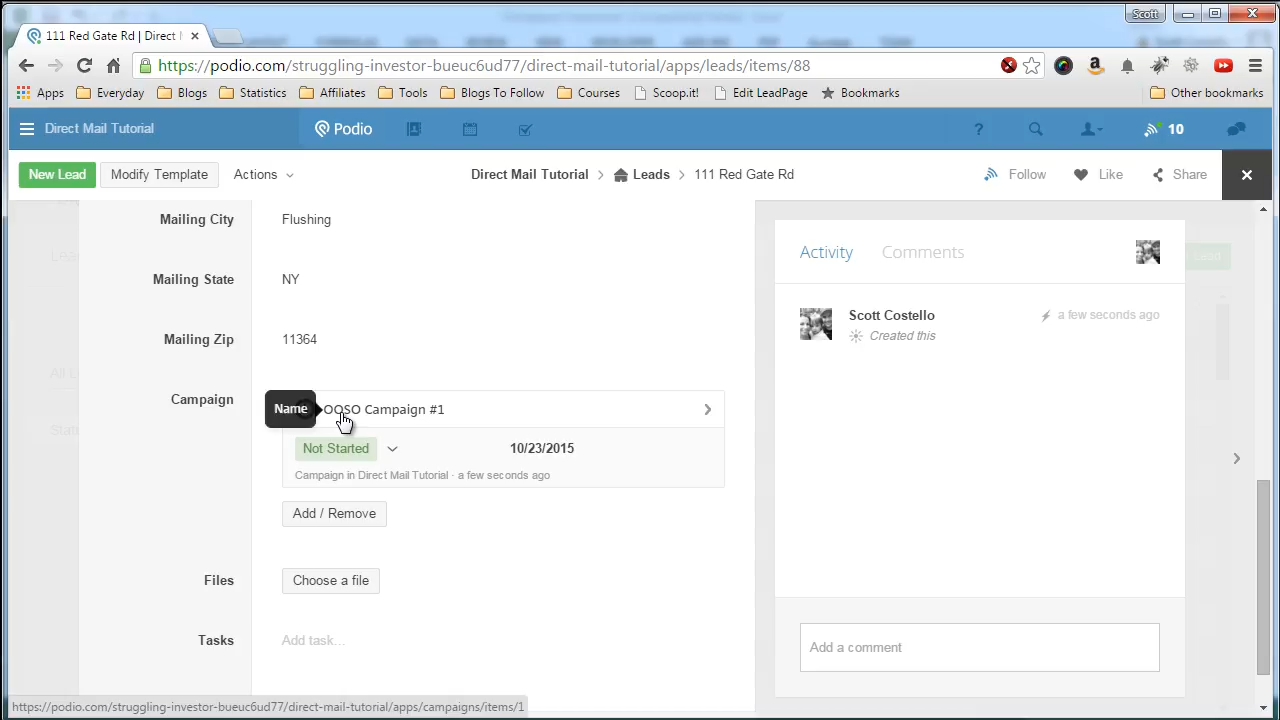 Scott
111 Red Gate Rd | Direct
https://podio.com/struggling-investor-bueuc6ud77/direct-mail-tutorial/apps/leads/items/88
Apps Everyday Blogs Statistics Affiliates Tools Blogs To Follow Courses Scoop.it! Edit LeadPage Bookmarks Other bookmarks
Direct Mail Tutorial Podio ? 10
New Lead Modify Template Actions Direct Mail Tutorial > Leads > 111 Red Gate Rd Follow Like Share
Mailing City Flushing
Mailing State NY
Mailing Zip 11364
Campaign Name OOSO Campaign #1
Not Started 10/23/2015
Campaign in Direct Mail Tutorial · a few seconds ago
Add / Remove
Files Choose a file
Tasks Add task...
Activity Comments
Scott Costello a few seconds ago
Created this
Add a comment
https://podio.com/struggling-investor-bueuc6ud77/direct-mail-tutorial/apps/campaigns/items/1